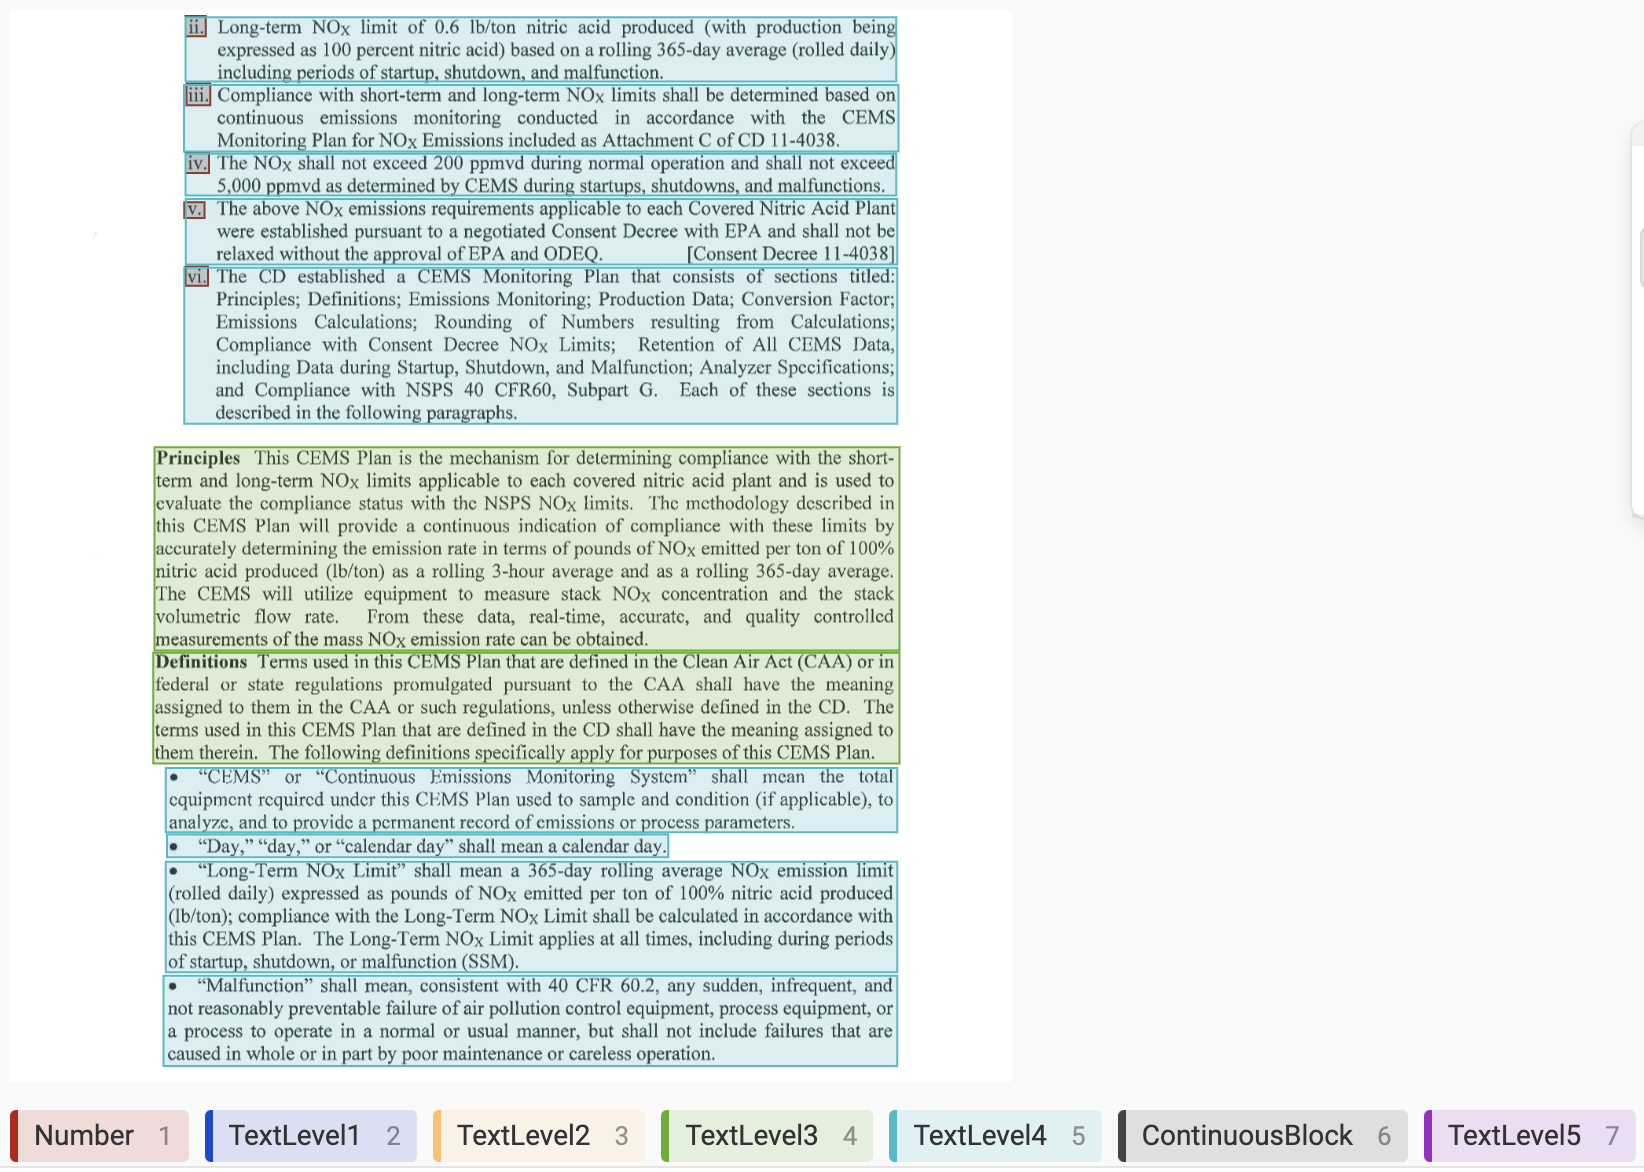 ii. Long-term NOX limit of 0.6 lb/ton nitric acid produced (with production being
expressed as 100 percent nitric acid) based on a rolling 365-day average (rolled daily)
including periods of startup, shutdown, and malfunction.
iii. Compliance with short-term and long-term NOX limits shall be determined based on
continuous emissions monitoring conducted in accordance with the CEMS
Monitoring Plan for NOX Emissions included as Attachment C of CD 11-4038.
iv. The NOX shall not exceed 200 ppmvd during normal operation and shall not exceed
5,000 ppmvd as determined by CEMS during startups, shutdowns, and malfunctions.
v. The above NOX emissions requirements applicable to each Covered Nitric Acid Plant
were established pursuant to a negotiated Consent Decree with EPA and shall not be
relaxed without the approval of EPA and ODEQ. [Consent Decree 11-4038]
vi. The CD established a CEMS Monitoring Plan that consists of sections titled:
Principles; Definitions; Emissions Monitoring; Production Data; Conversion Factor;
Emissions Calculations; Rounding of Numbers resulting from Calculations;
Compliance with Consent Decree NOX Limits; Retention of All CEMS Data,
including Data during Startup, Shutdown, and Malfunction; Analyzer Specifications;
and Compliance with NSPS 40 CFR60, Subpart G. Each of these sections is
described in the following paragraphs.
Principles This CEMS Plan is the mechanism for determining compliance with the short-
term and long-term NOX limits applicable to each covered nitric acid plant and is used to
evaluate the compliance status with the NSPS NOX limits. The methodology described in
this CEMS Plan will provide a continuous indication of compliance with these limits by
accurately determining the emission rate in terms of pounds of NOX emitted per ton of 100%
nitric acid produced (lb/ton) as a rolling 3-hour average and as a rolling 365-day average.
The CEMS will utilize equipment to measure stack NOX concentration and the stack
volumetric flow rate. From these data, real-time, accurate, and quality controlled
measurements of the mass NOX emission rate can be obtained.
Definitions Terms used in this CEMS Plan that are defined in the Clean Air Act (CAA) or in
federal or state regulations promulgated pursuant to the CAA shall have the meaning
assigned to them in the CAA or such regulations, unless otherwise defined in the CD. The
terms used in this CEMS Plan that are defined in the CD shall have the meaning assigned to
them therein. The following definitions specifically apply for purposes of this CEMS Plan.
• “CEMS” or “Continuous Emissions Monitoring System” shall mean the total
equipment required under this CEMS Plan used to sample and condition (if applicable), to
analyze, and to provide a permanent record of emissions or process parameters.
• “Day,” “day,” or “calendar day” shall mean a calendar day.
• “Long-Term NOX Limit” shall mean a 365-day rolling average NOX emission limit
(rolled daily) expressed as pounds of NOX emitted per ton of 100% nitric acid produced
(lb/ton); compliance with the Long-Term NOX Limit shall be calculated in accordance with
this CEMS Plan. The Long-Term NOX Limit applies at all times, including during periods
of startup, shutdown, or malfunction (SSM).
• “Malfunction” shall mean, consistent with 40 CFR 60.2, any sudden, infrequent, and
not reasonably preventable failure of air pollution control equipment, process equipment, or
a process to operate in a normal or usual manner, but shall not include failures that are
caused in whole or in part by poor maintenance or careless operation.
Number 1 TextLevel1 2 TextLevel2 3 TextLevel3 4 TextLevel4 5 ContinuousBlock 6 TextLevel5 7